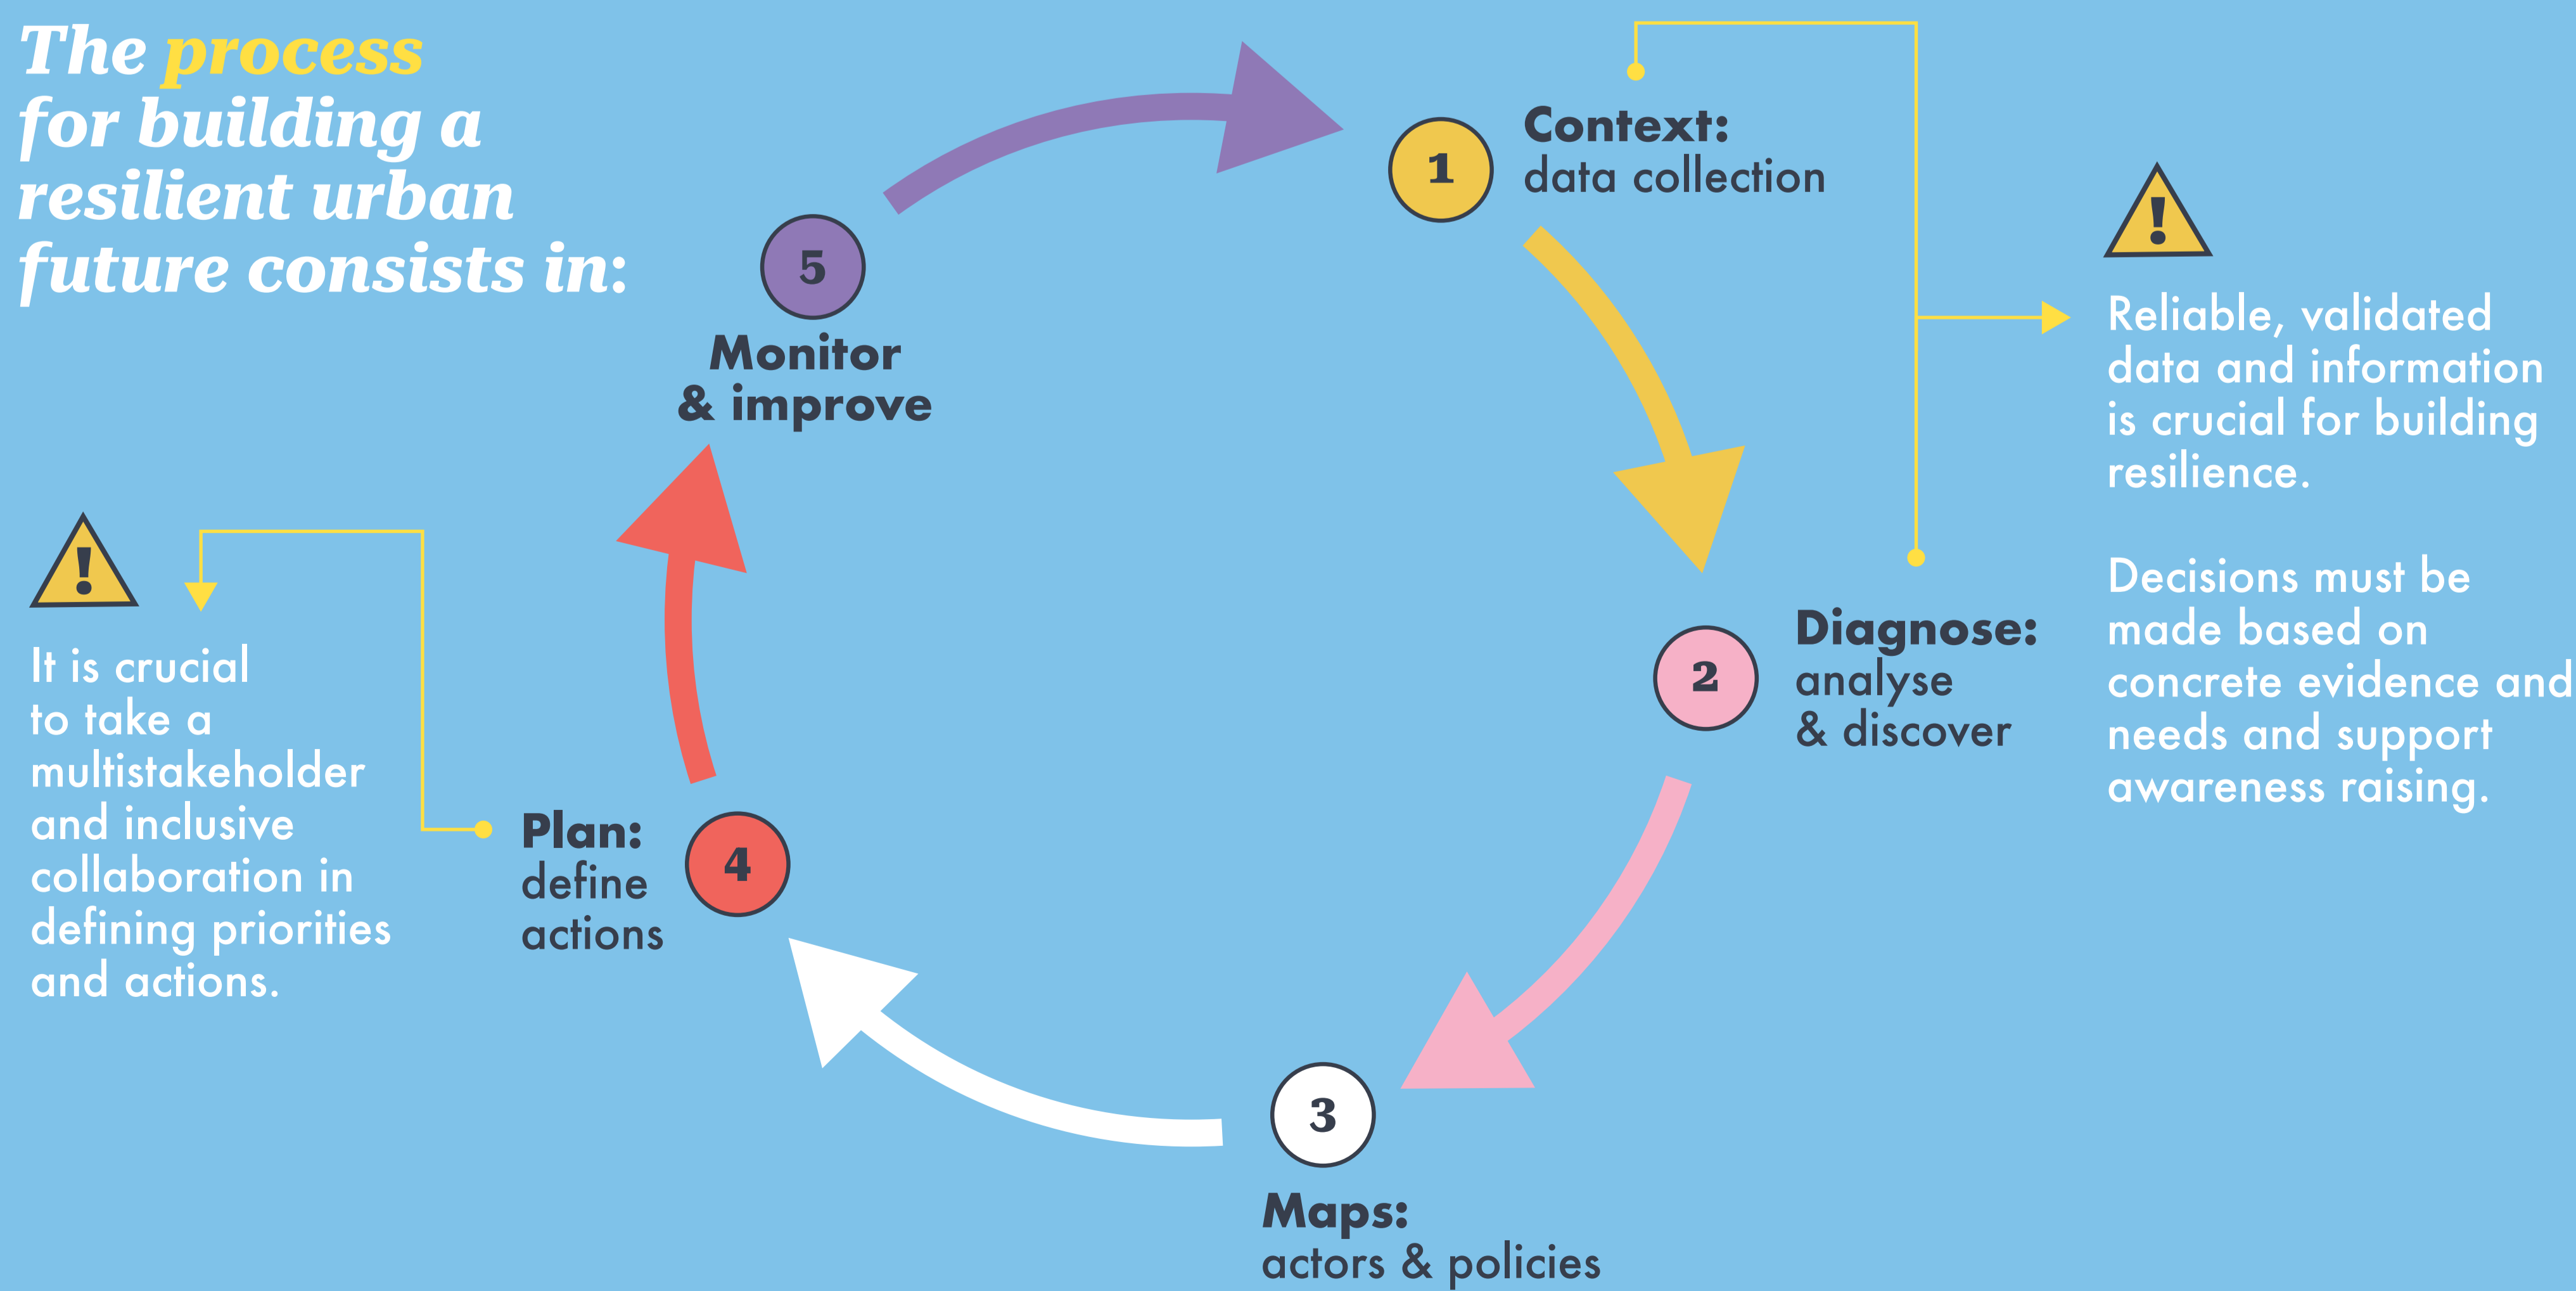 The process
for building a
resilient urban
future consists in:
1
Context:
data collection
!
Reliable, validated
data and information
is crucial for building
resilience.
Decisions must be
made based on
concrete evidence and
needs and support
awareness raising.
2
Diagnose:
analyse
& discover
3
Maps:
actors & policies
4
Plan:
define
actions
!
It is crucial
to take a
multistakeholder
and inclusive
collaboration in
defining priorities
and actions.
5
Monitor
& improve